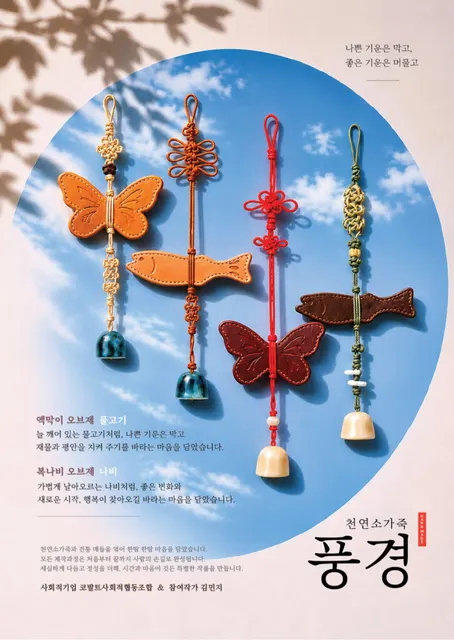 나쁜 기운은 막고,
좋은 기운은 머물고
액막이 오브제 물고기
늘 깨어 있는 물고기처럼, 나쁜 기운은 막고
재물과 평안을 지켜 주기를 바라는 마음을 담았습니다.
복나비 오브제 나비
가볍게 날아오르는 나비처럼, 좋은 변화와
새로운 시작, 행복이 찾아오길 바라는 마음을 담았습니다.
천연소가죽
풍경
천연소가죽과 전통 매듭을 엮어 한땀 한땀 마음을 담았습니다.
모든 제작과정은 처음부터 끝까지 사람의 손길로 완성됩니다.
세심하게 다듬고 정성을 더해, 시간과 마음이 깃든 특별한 작품을 만듭니다.
사회적기업 코발트사회적협동조합 & 참여작가 김민지